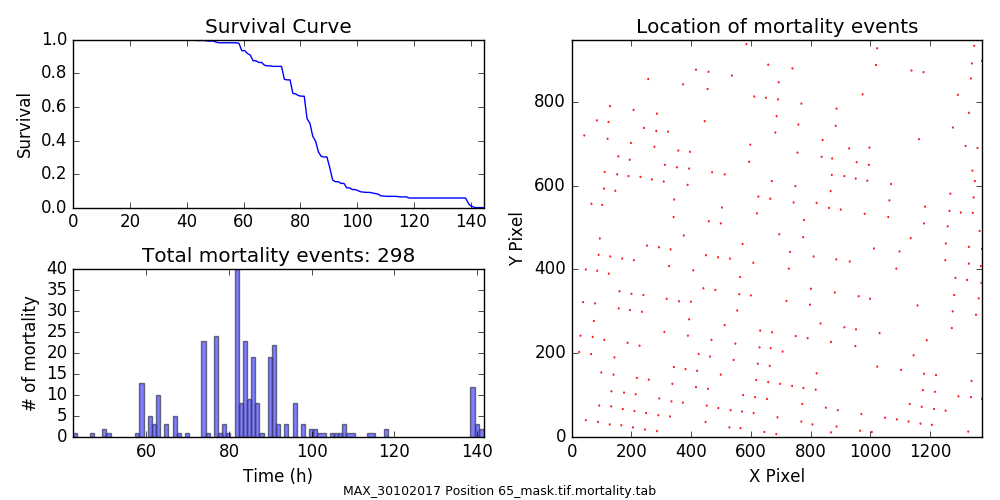 Survival Curve
1.0
0.8
0.6
0.4
0.2
0.0
Survival
0 20 40 60 80 100 120 140
Total mortality events: 298
40
35
30
25
20
15
10
5
0
# of mortality
60 80 100 120 140
Time (h)
Location of mortality events
800
600
400
200
0
Y Pixel
0 200 400 600 800 1000 1200
X Pixel
MAX_30102017 Position 65_mask.tif.mortality.tab